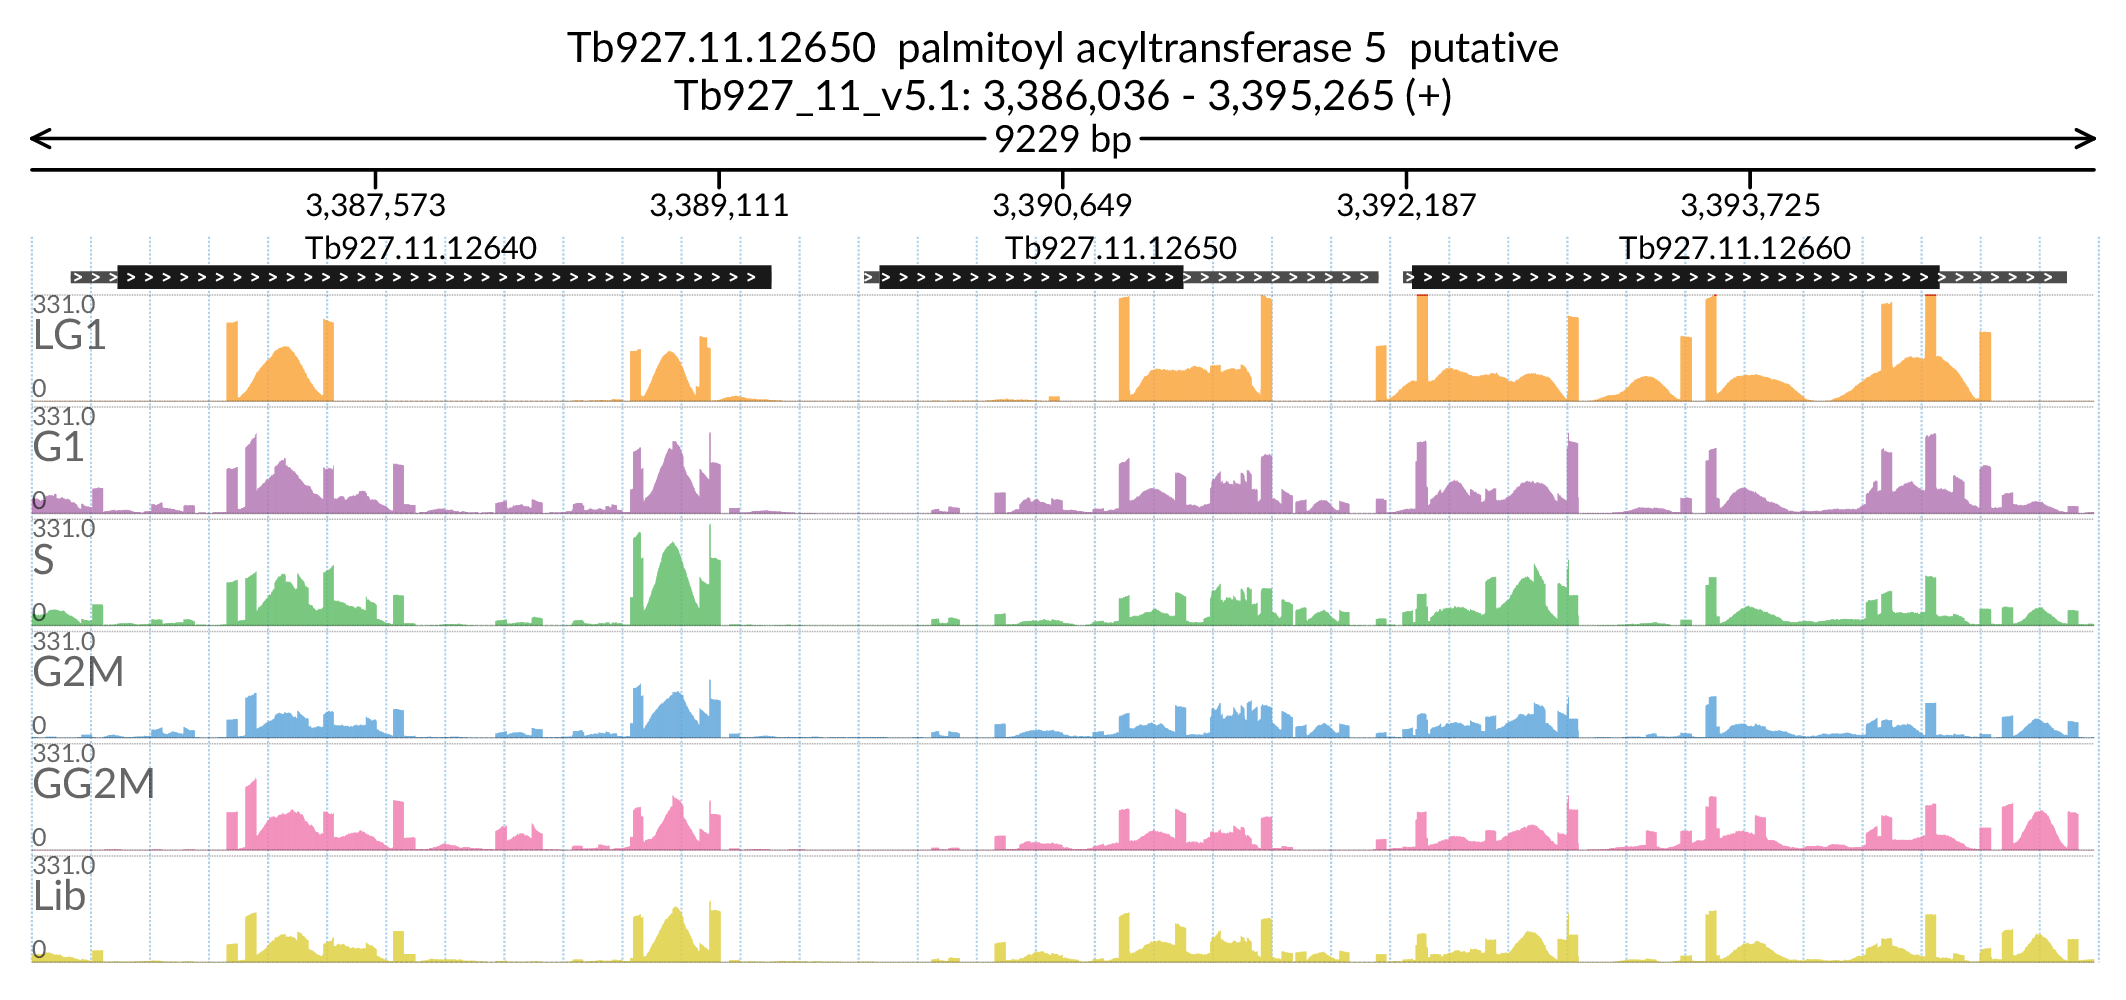 Tb927.11.12650  palmitoyl acyltransferase 5  putative
Tb927_11_v5.1: 3,386,036 - 3,395,265 (+)
9229 bp
3,387,573 3,389,111 3,390,649 3,392,187 3,393,725
Tb927.11.12640 Tb927.11.12650 Tb927.11.12660
331.0
LG1
0
331.0
G1
0
331.0
S
0
331.0
G2M
0
331.0
GG2M
0
331.0
Lib
0